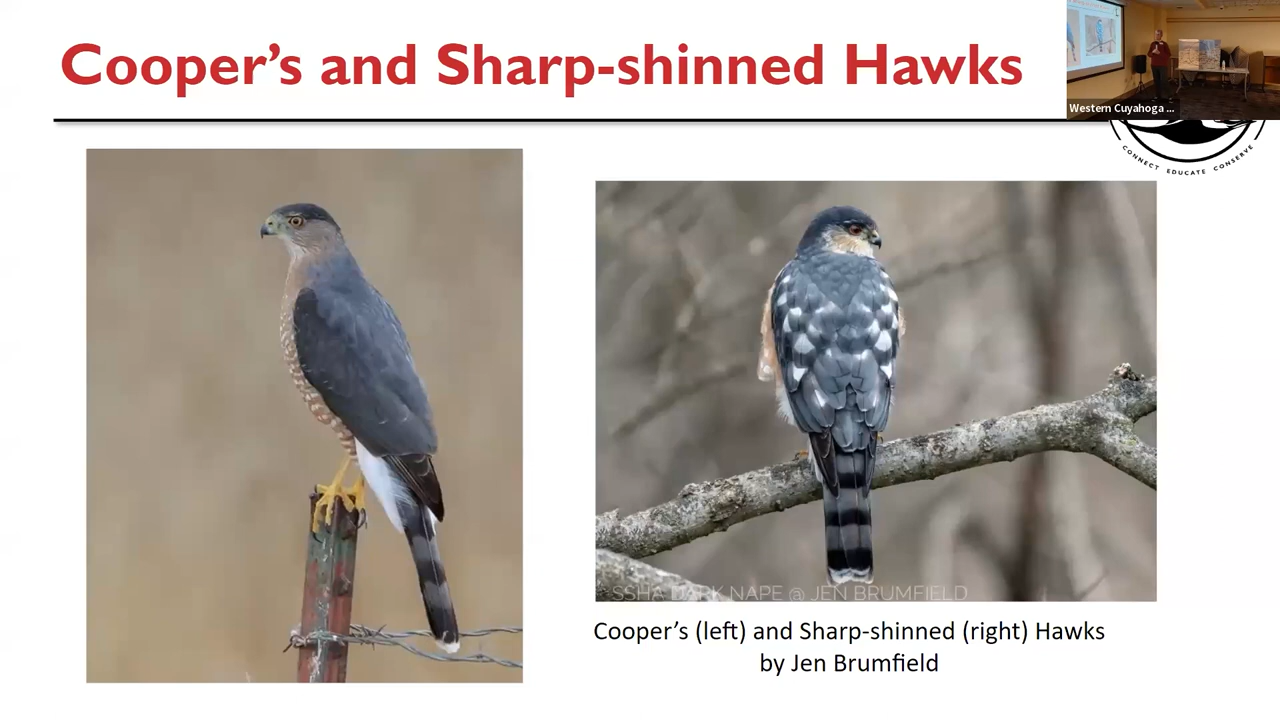 Cooper’s and Sharp-shinned Hawks
Western Cuyahoga ...
CONNECT EDUCATE CONSERVE
SSHA DARK NAPE @ JEN BRUMFIELD
Cooper’s (left) and Sharp-shinned (right) Hawks
by Jen Brumfield